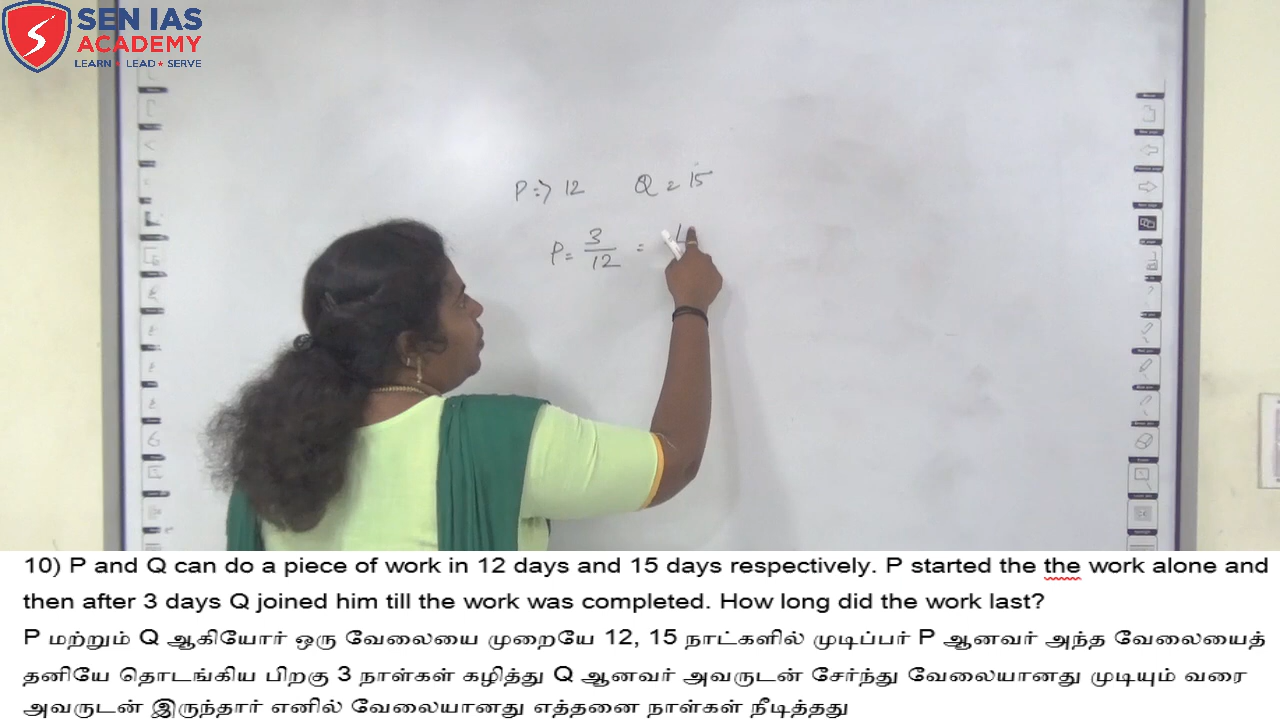 SEN IAS
ACADEMY
LEARN ★ LEAD ★ SERVE
P => 12 Q = 15
P = 3/12 = 1
10) P and Q can do a piece of work in 12 days and 15 days respectively. P started the the work alone and
then after 3 days Q joined him till the work was completed. How long did the work last?
P மற்றும் Q ஆகியோர் ஒரு வேலையை முறையே 12, 15 நாட்களில் முடிப்பர் P ஆனவர் அந்த வேலையைத்
தனியே தொடங்கிய பிறகு 3 நாள்கள் கழித்து Q ஆனவர் அவருடன் சேர்ந்து வேலையானது முடியும் வரை
அவருடன் இருந்தார் எனில் வேலையானது எத்தனை நாள்கள் நீடித்தது